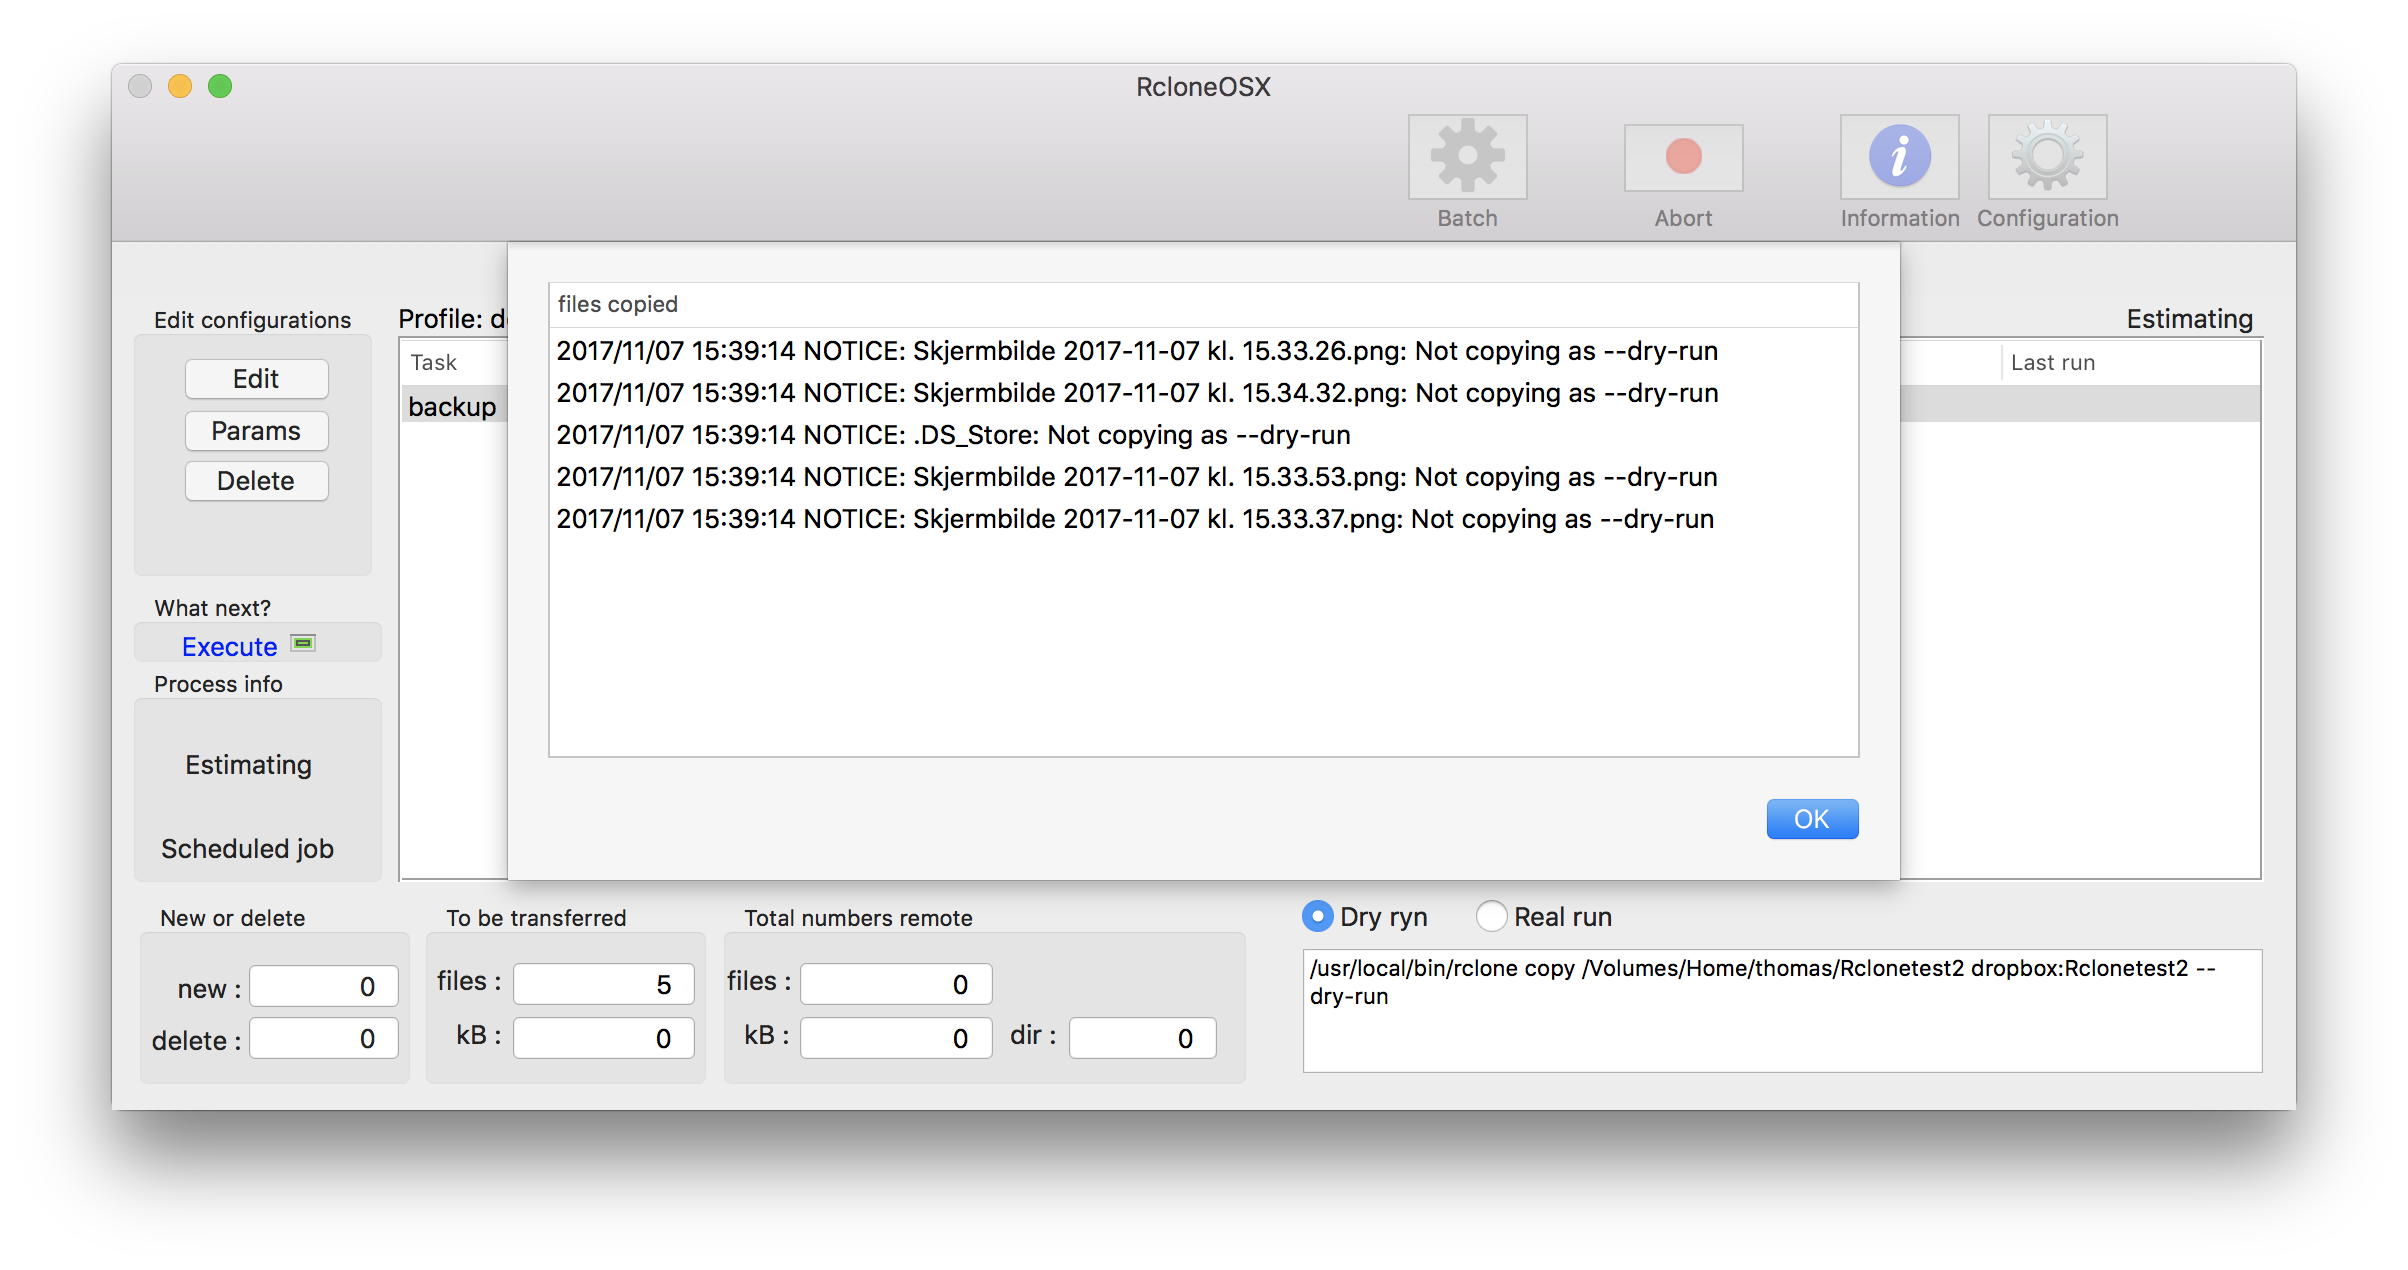 RcloneOSX
Batch
Abort
Information
Configuration
files copied
2017/11/07 15:39:14 NOTICE: Skjermbilde 2017-11-07 kl. 15.33.26.png: Not copying as --dry-run
2017/11/07 15:39:14 NOTICE: Skjermbilde 2017-11-07 kl. 15.34.32.png: Not copying as --dry-run
2017/11/07 15:39:14 NOTICE: .DS_Store: Not copying as --dry-run
2017/11/07 15:39:14 NOTICE: Skjermbilde 2017-11-07 kl. 15.33.53.png: Not copying as --dry-run
2017/11/07 15:39:14 NOTICE: Skjermbilde 2017-11-07 kl. 15.33.37.png: Not copying as --dry-run
OK
Edit configurations
Edit
Params
Delete
Profile:
Estimating
Task
Last run
backup
What next?
Execute
Process info
Estimating
Scheduled job
New or delete
new : 0
delete : 0
To be transferred
files : 5
kB : 0
Total numbers remote
files : 0
kB : 0 dir : 0
Dry ryn Real run
/usr/local/bin/rclone copy /Volumes/Home/thomas/Rclonetest2 dropbox:Rclonetest2 --
dry-run